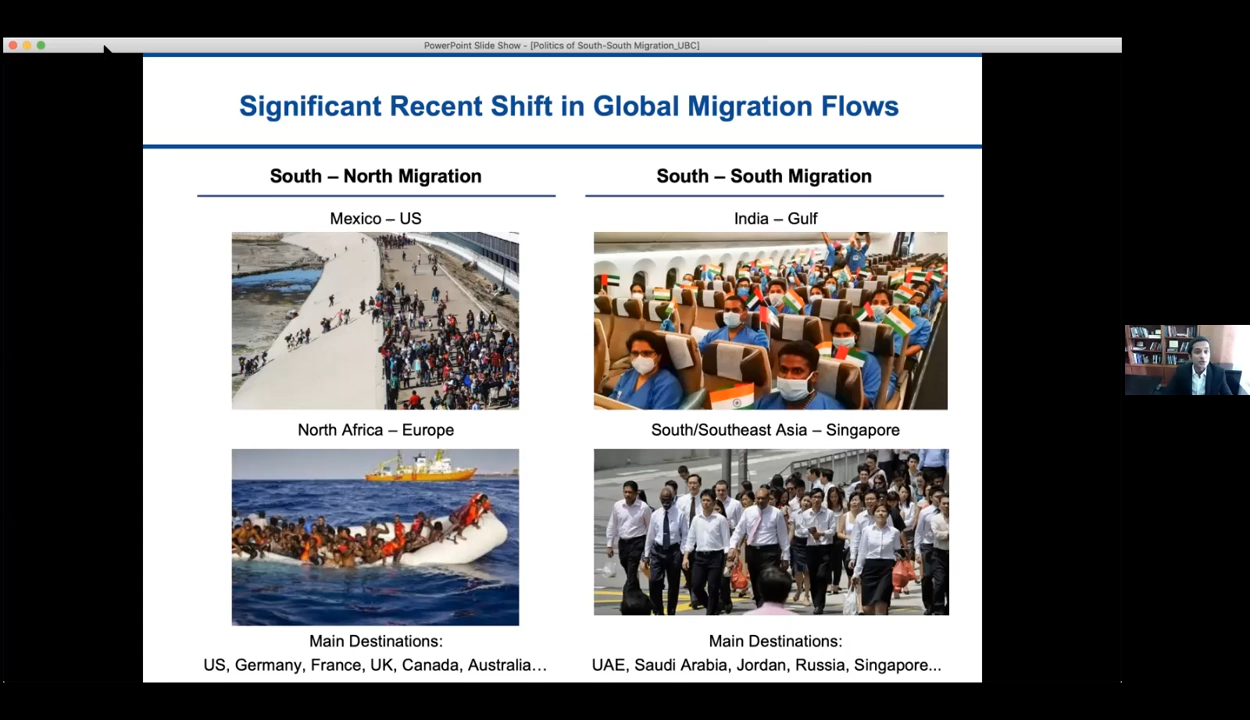 PowerPoint Slide Show - [Politics of South-South Migration_UBC]
Significant Recent Shift in Global Migration Flows
South – North Migration
Mexico – US
North Africa – Europe
Main Destinations:
US, Germany, France, UK, Canada, Australia…
South – South Migration
India – Gulf
South/Southeast Asia – Singapore
Main Destinations:
UAE, Saudi Arabia, Jordan, Russia, Singapore...